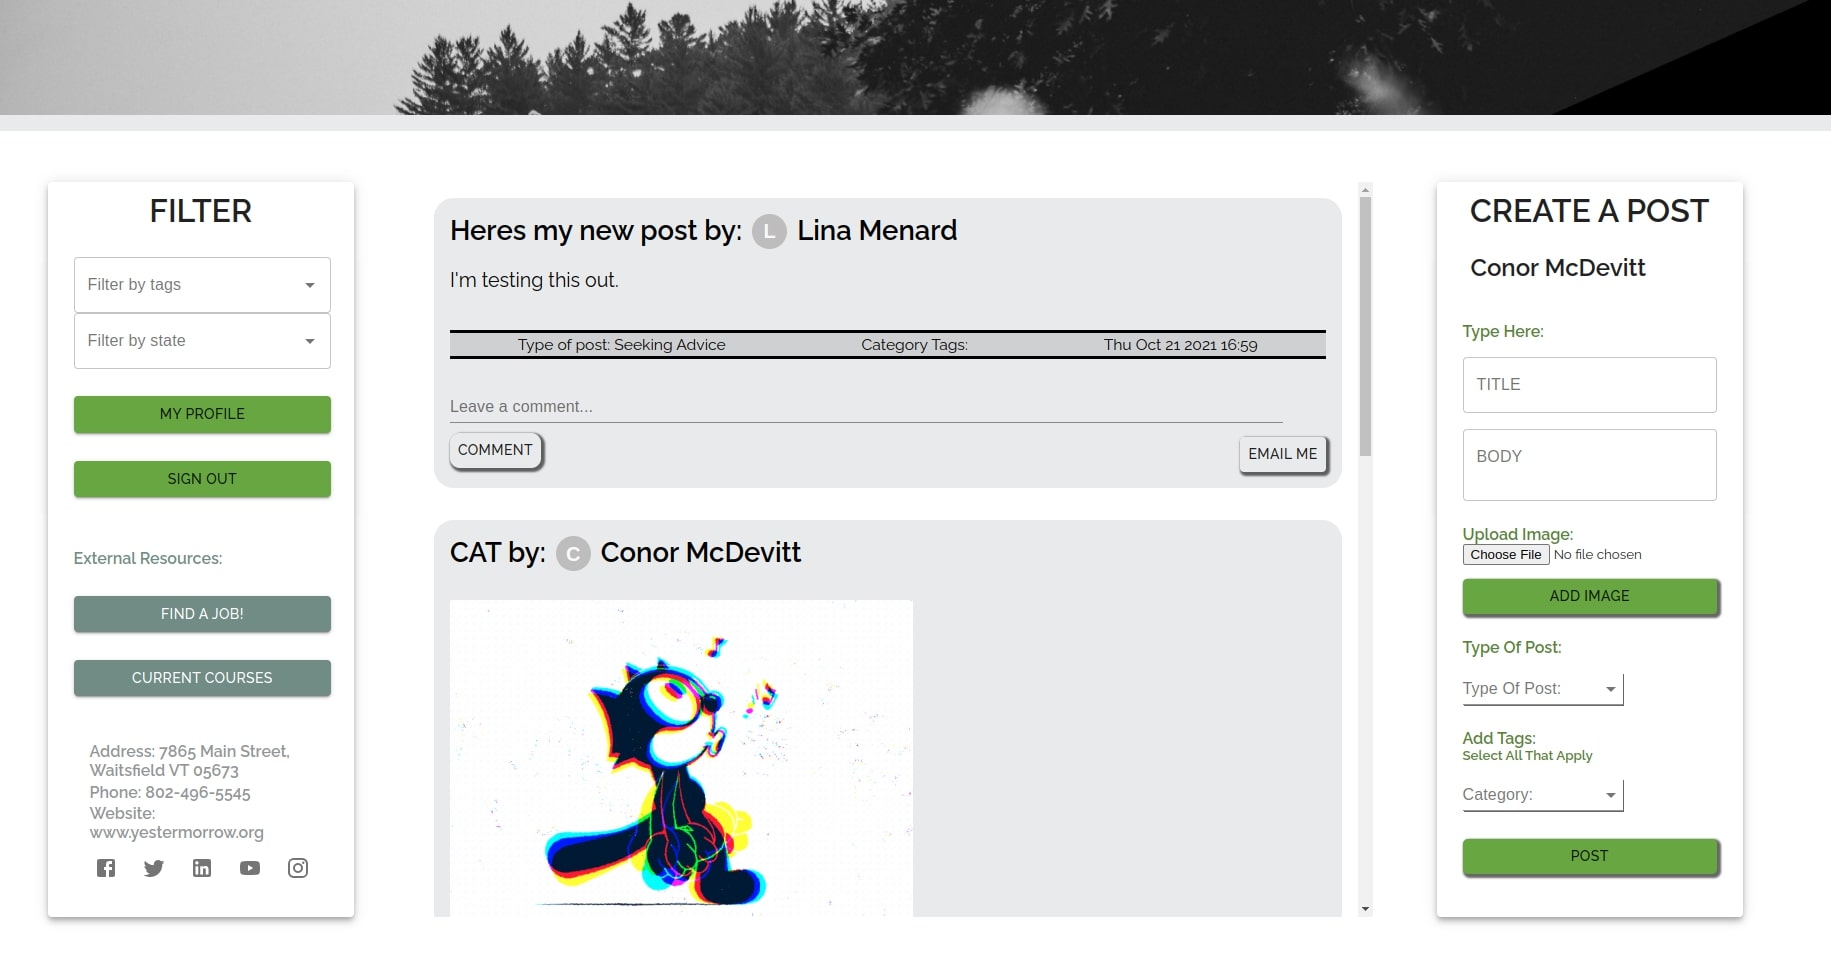 FILTER
Filter by tags
Filter by state
MY PROFILE
SIGN OUT
External Resources:
FIND A JOB!
CURRENT COURSES
Address: 7865 Main Street,
Waitsfield VT 05673
Phone: 802-496-5545
Website:
www.yestermorrow.org
Heres my new post by: L Lina Menard
I'm testing this out.
Type of post: Seeking Advice Category Tags: Thu Oct 21 2021 16:59
Leave a comment...
COMMENT
EMAIL ME
CAT by: C Conor McDevitt
CREATE A POST
Conor McDevitt
Type Here:
TITLE
BODY
Upload Image:
Choose File No file chosen
ADD IMAGE
Type Of Post:
Type Of Post:
Add Tags:
Select All That Apply
Category:
POST